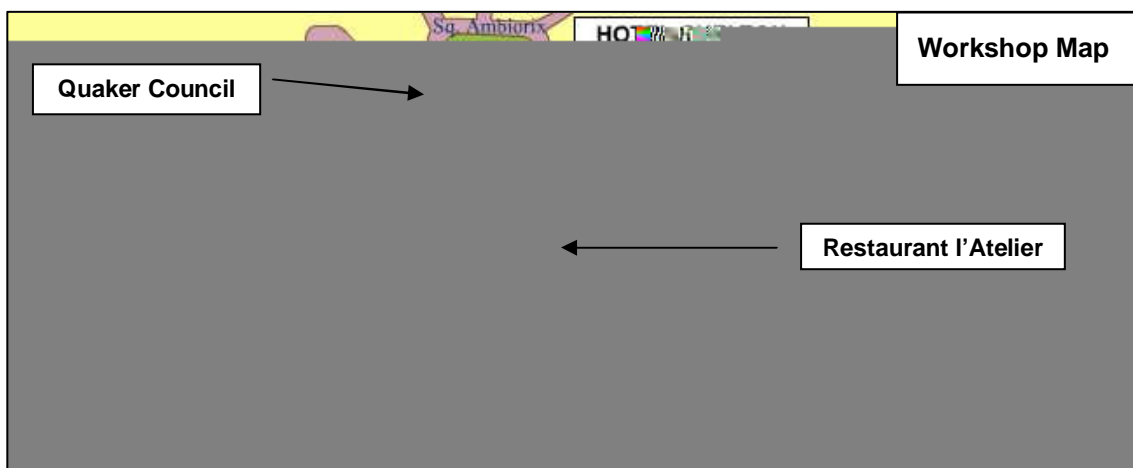 Sq. Ambiorix
Workshop Map
Quaker Council
Restaurant l’Atelier